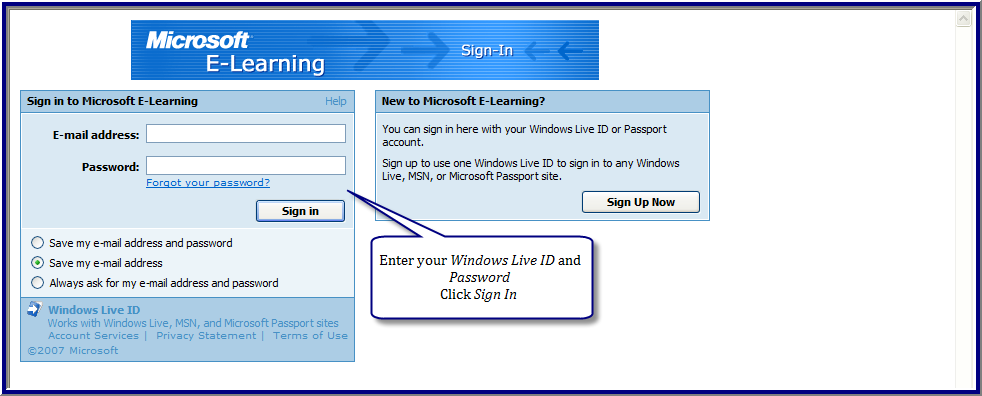 Microsoft
E-Learning
Sign-In
Sign in to Microsoft E-Learning
Help
E-mail address:
Password:
Forgot your password?
Sign in
Save my e-mail address and password
Save my e-mail address
Always ask for my e-mail address and password
Windows Live ID
Works with Windows Live, MSN, and Microsoft Passport sites
Account Services | Privacy Statement | Terms of Use
©2007 Microsoft
New to Microsoft E-Learning?
You can sign in here with your Windows Live ID or Passport
account.
Sign up to use one Windows Live ID to sign in to any Windows
Live, MSN, or Microsoft Passport site.
Sign Up Now
Enter your Windows Live ID and
Password
Click Sign In